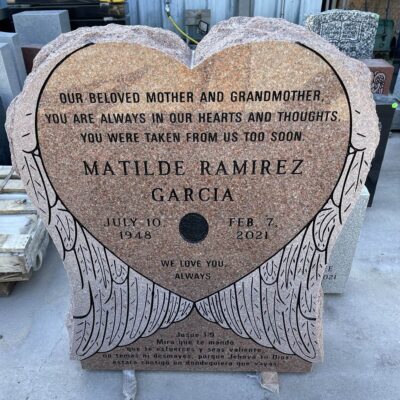 OUR BELOVED MOTHER AND GRANDMOTHER,
YOU ARE ALWAYS IN OUR HEARTS AND THOUGHTS.
YOU WERE TAKEN FROM US TOO SOON.
MATILDE RAMIREZ
GARCIA
JULY 10, FEB. 7,
1948 2021
WE LOVE YOU,
ALWAYS
Josue 1:9
Mira que te mando
que te esfuerces y seas valiente;
no temas ni desmayes, porque Jehová tu Dios
estará contigo en dondequiera que vayas.
2021